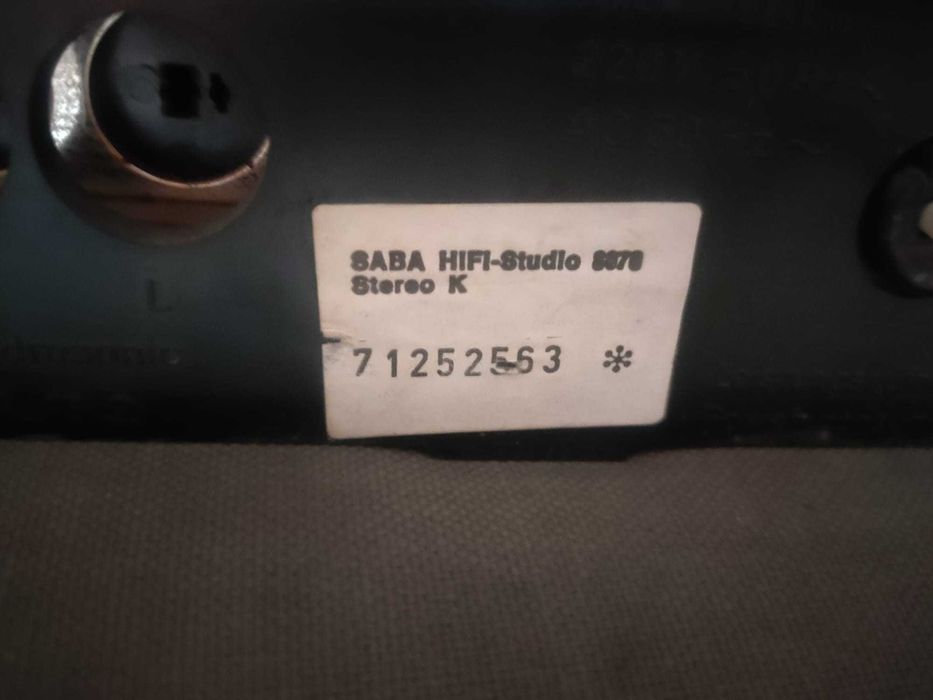 SABA HIFI-Studio
Stereo K
71252563 *
L